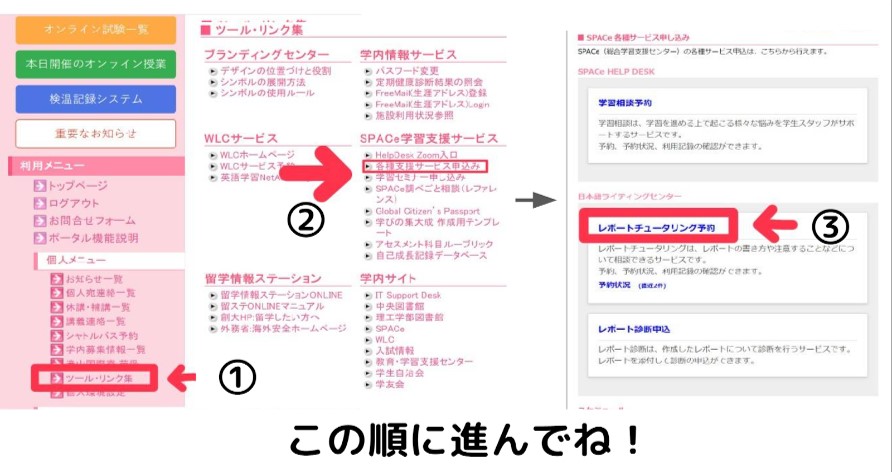 オンライン試験一覧
本日開催のオンライン授業
検温記録システム
重要なお知らせ
利用メニュー
トップページ
ログアウト
お問合せフォーム
ポータル機能説明
個人メニュー
お知らせ一覧
個人宛連絡一覧
休講・補講一覧
講義連絡一覧
シャトルバス予約
学内募集情報一覧
ツール・リンク集
個人環境設定
①
■ ツール・リンク集
ブランディングセンター
デザインの位置づけと役割
シンボルの展開方法
シンボルの使用ルール
WLCサービス
WLCホームページ
WLCサービス予約
英語学習NetA
②
留学情報ステーション
留学情報ステーションONLINE
留ステONLINEマニュアル
創大HP:留学したい方へ
外務省:海外安全ホームページ
学内情報サービス
パスワード変更
定期健康診断結果の照会
FreeMail(生涯アドレス)登録
FreeMail(生涯アドレス)Login
施設利用状況参照
SPACe学習支援サービス
HelpDesk Zoom入口
各種支援サービス申込み
学習セミナー申し込み
SPACe調べごと相談(レファレ
ンス)
Global Citizen's Passport
学びの集大成 作成用テンプレ
ート
アセスメント科目ルーブリック
自己成長記録データベース
学内サイト
IT Support Desk
中央図書館
理工学部図書館
SPACe
WLC
入試情報
教育・学習支援センター
学生自治会
学友会
■ SPACe 各種サービス申し込み
SPACe（総合学習支援センター）の各種サービス申込は、こちらから行えます。
SPACe HELP DESK
学習相談予約
学習相談は、学習を進める上で起こる様々な悩みを学生スタッフがサポ
ートするサービスです。
予約、予約状況、利用記録の確認ができます。
日本語ライティングセンター
レポートチュータリング予約
③
レポートチュータリングは、レポートの書き方や注意することなどにつ
いて相談できるサービスです。
予約、予約状況、利用記録の確認ができます。
予約状況 (直近2件)
レポート診断申込
レポート診断は、作成したレポートについて診断を行うサービスです。
レポートを添付して診断の申込ができます。
この順に進んでね！